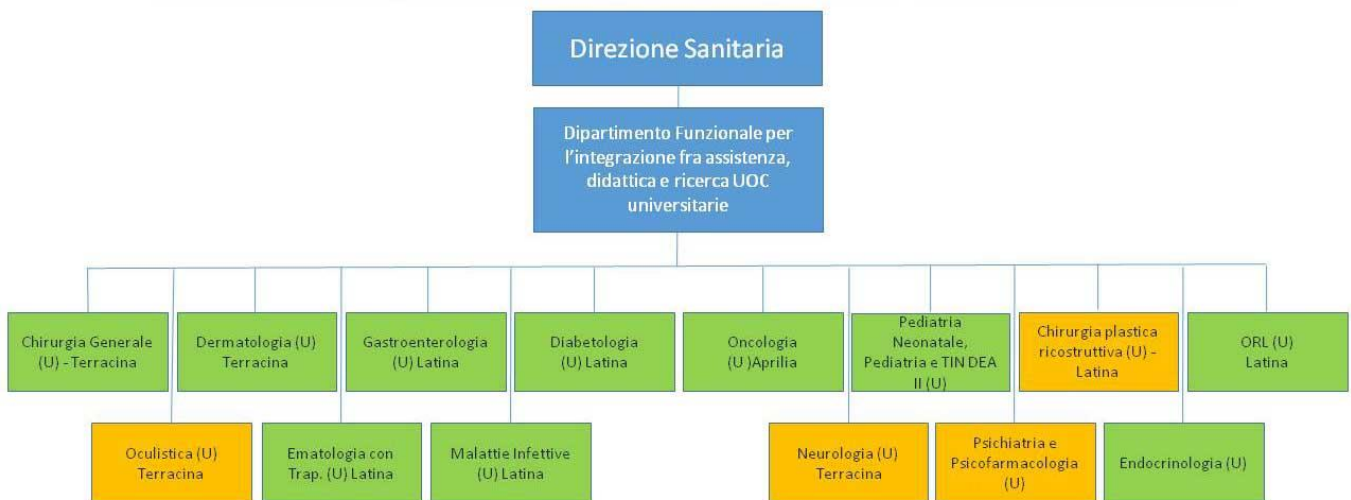 Direzione Sanitaria
Dipartimento Funzionale per
l'integrazione fra assistenza,
didattica e ricerca UOC
universitarie
Chirurgia Generale
(U) - Terracina
Dermatologia (U)
Terracina
Gastroenterologia
(U) Latina
Diabetologia
(U) Latina
Oncologia
(U )Aprilia
Pediatria
Neonatale,
Pediatria e TIN DEA
II (U)
Chirurgia plastica
ricostruttiva (U) -
Latina
ORL (U)
Latina
Oculistica (U)
Terracina
Ematologia con
Trap. (U) Latina
Malattie Infettive
(U) Latina
Neurologia (U)
Terracina
Psichiatria e
Psicofarmacologia
(U)
Endocrinologia (U)